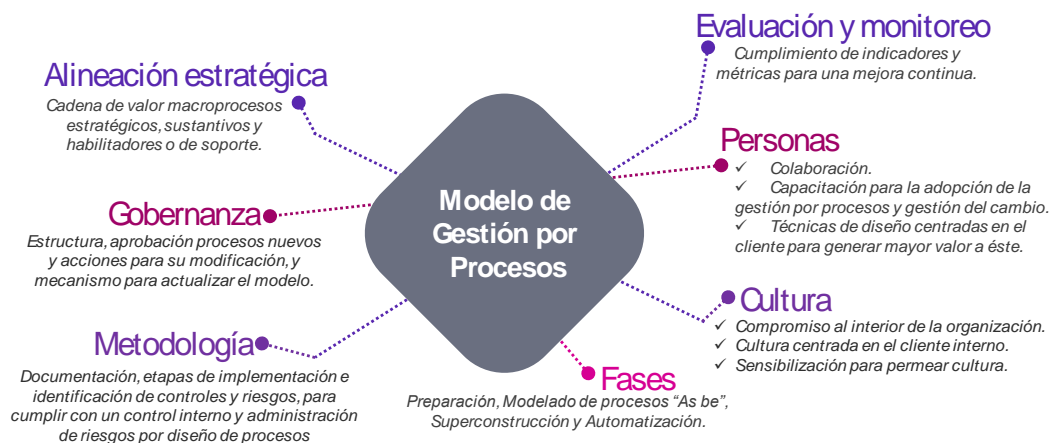 Alineación estratégica
Cadena de valor macroprocesos
estratégicos, sustantivos y
habilitadores o de soporte.
Gobernanza
Estructura, aprobación procesos nuevos
y acciones para su modificación, y
mecanismo para actualizar el modelo.
Metodología
Documentación, etapas de implementación e
identificación de controles y riesgos, para
cumplir con un control interno y administración
de riesgos por diseño de procesos
Modelo de
Gestión por
Procesos
Evaluación y monitoreo
Cumplimiento de indicadores y
métricas para una mejora continua.
Personas
✓ Colaboración.
✓ Capacitación para la adopción de la
gestión por procesos y gestión del cambio.
✓ Técnicas de diseño centradas en el
cliente para generar mayor valor a éste.
Cultura
✓ Compromiso al interior de la organización.
✓ Cultura centrada en el cliente interno.
✓ Sensibilización para permear cultura.
Fases
Preparación, Modelado de procesos “As be”,
Superconstrucción y Automatización.